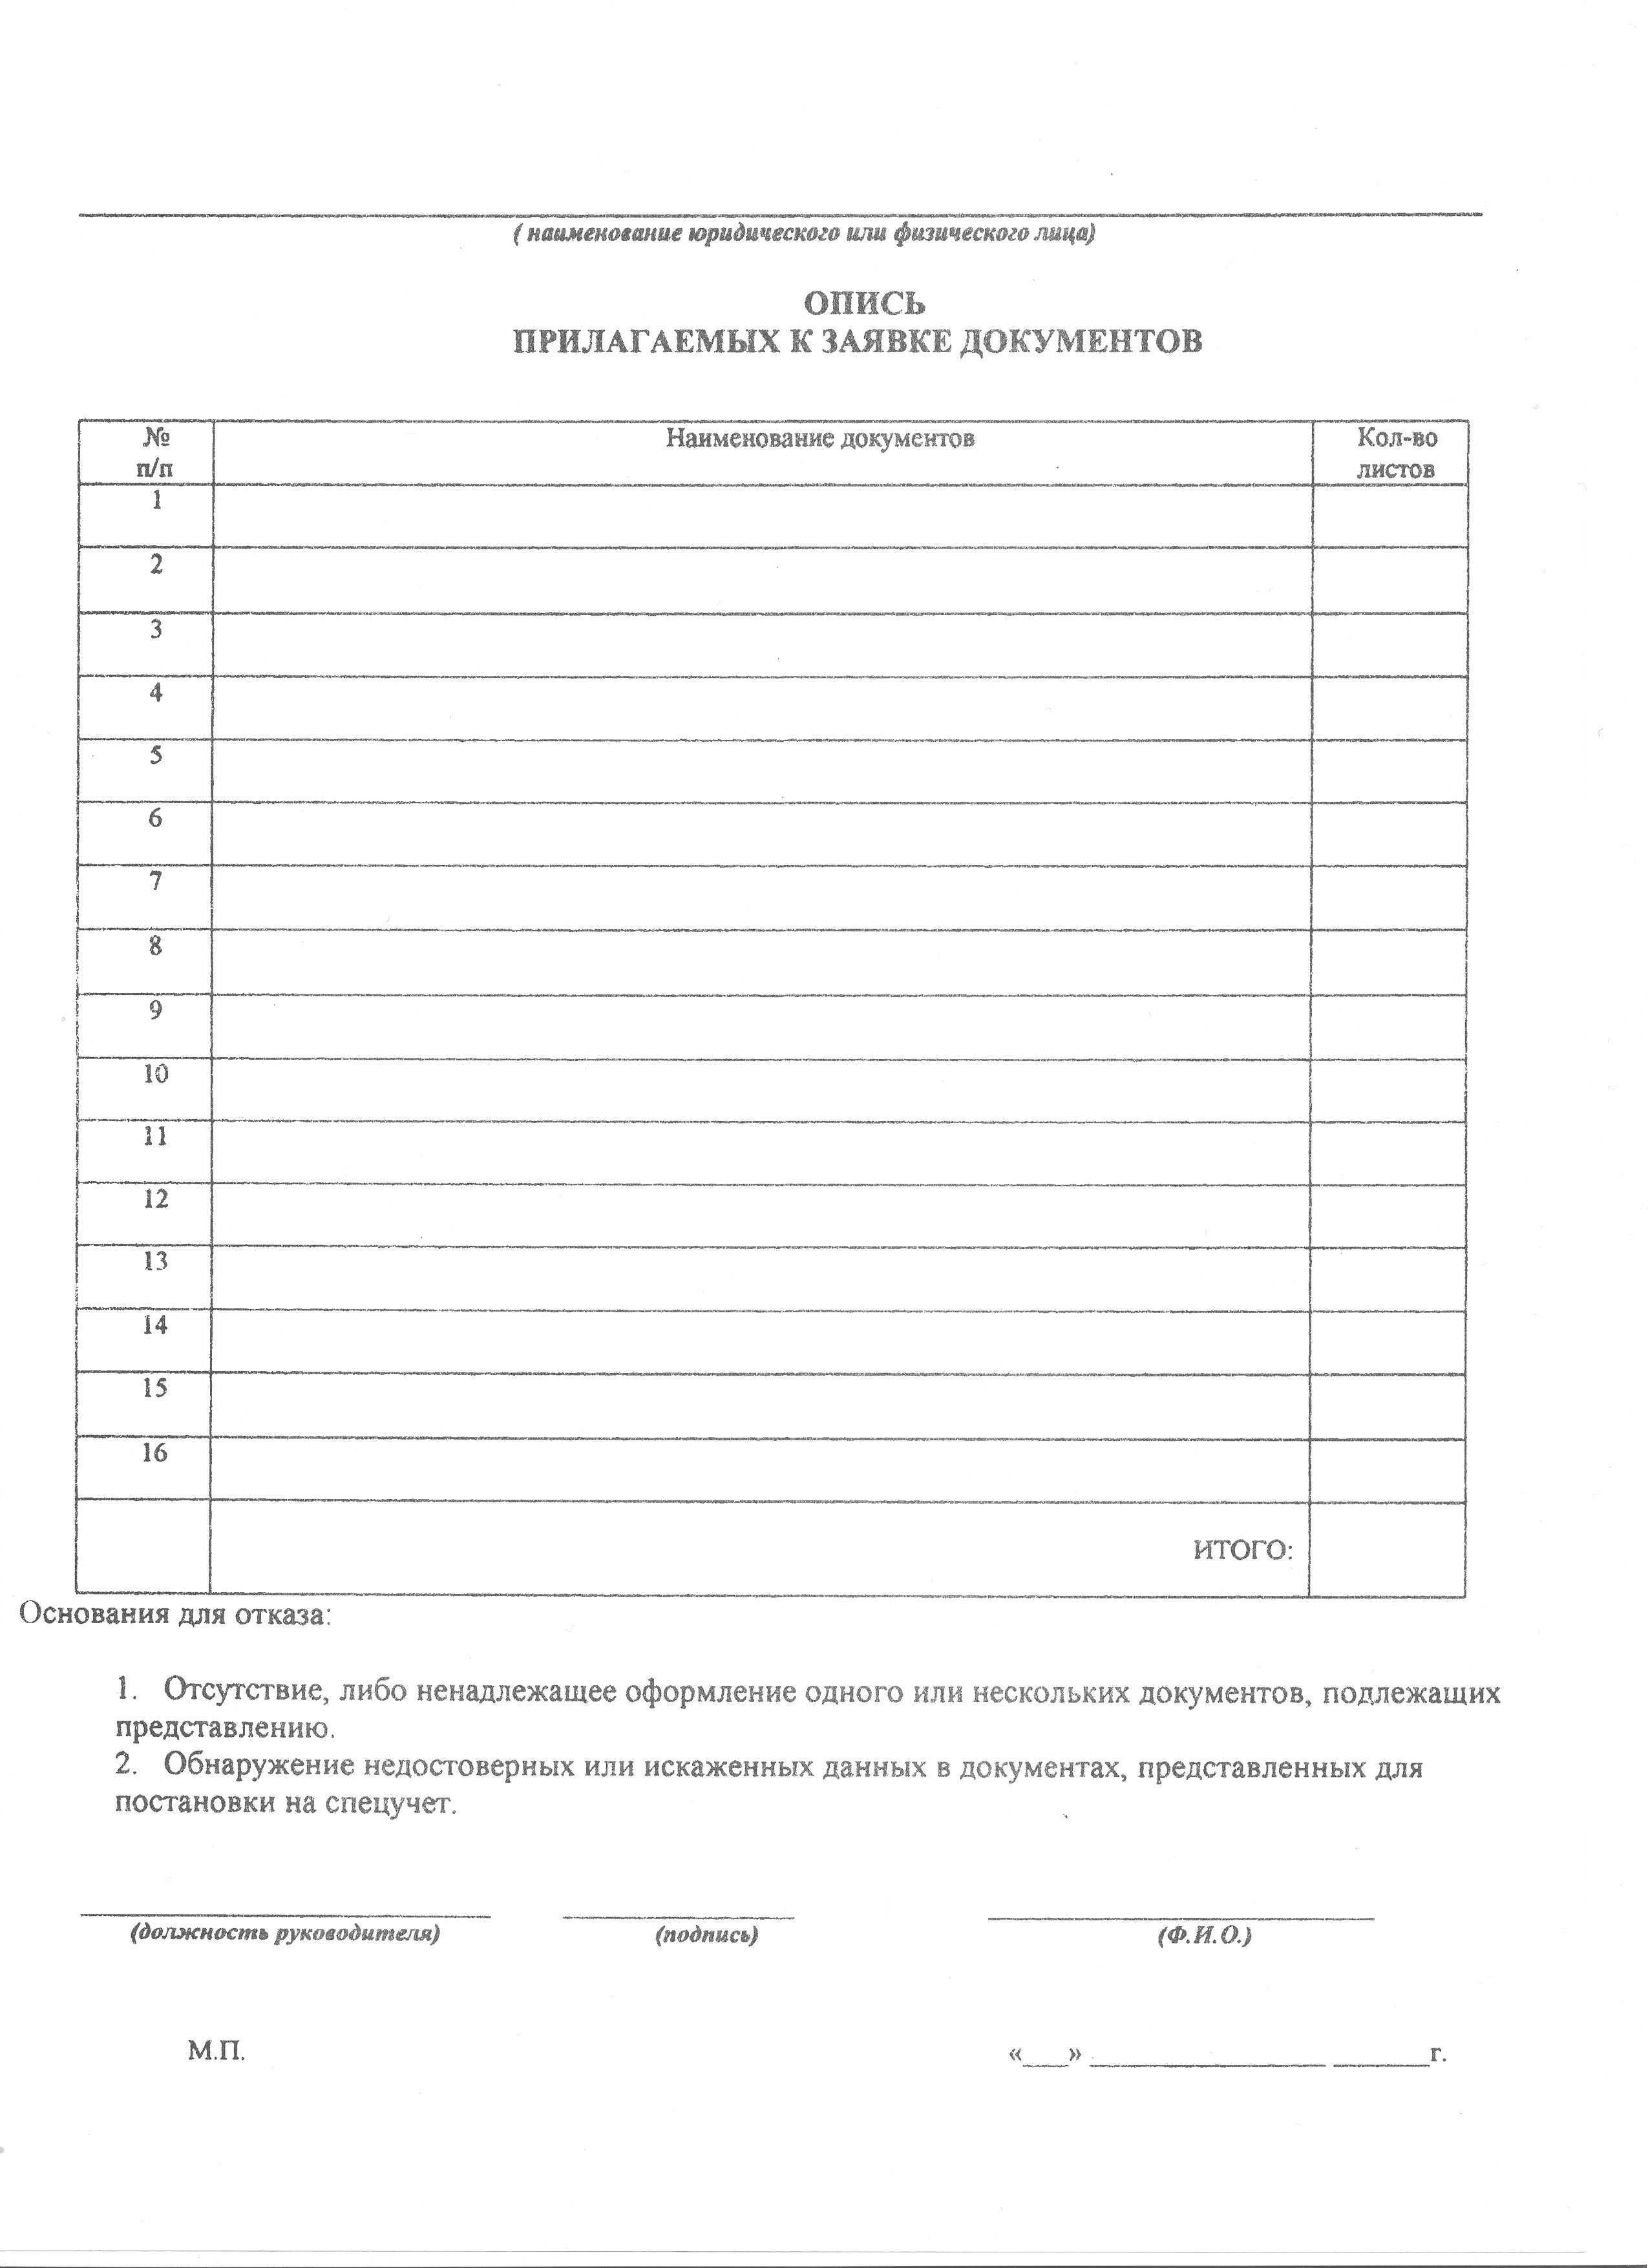 ( наименование юридического или физического лица)
ОПИСЬ
ПРИЛАГАЕМЫХ К ЗАЯВКЕ ДОКУМЕНТОВ
№ п/п Наименование документов Кол-во листов
1
2
3
4
5
6
7
8
9
10
11
12
13
14
15
16
ИТОГО:
Основания для отказа:
1. Отсутствие, либо ненадлежащее оформление одного или нескольких документов, подлежащих
представлению.
2. Обнаружение недостоверных или искаженных данных в документах, представленных для
постановки на спецучет.
(должность руководителя) (подпись) (Ф.И.О.)
М.П. «___» ________________ ______г.